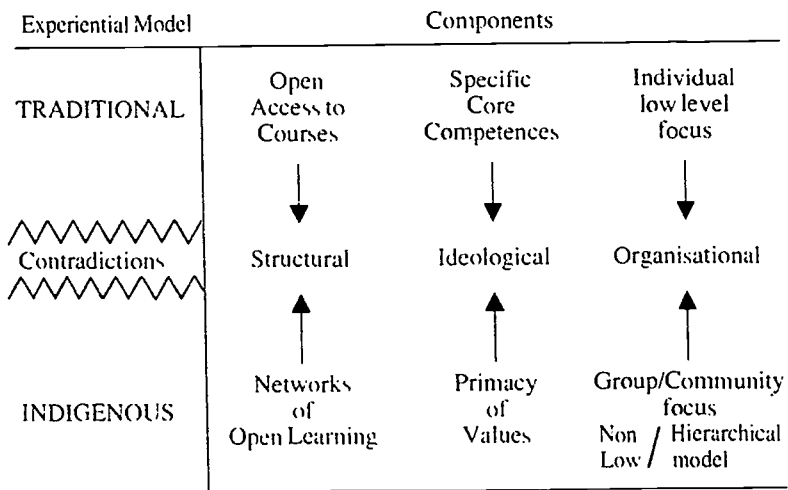 Experiential Model
Components
TRADITIONAL
Open
Access to
Courses
Specific
Core
Competences
Individual
low level
focus
Contradictions
Structural
Ideological
Organisational
INDIGENOUS
Networks
of
Open Learning
Primacy
of
Values
Group/Community
focus
Non / Hierarchical
Low / model